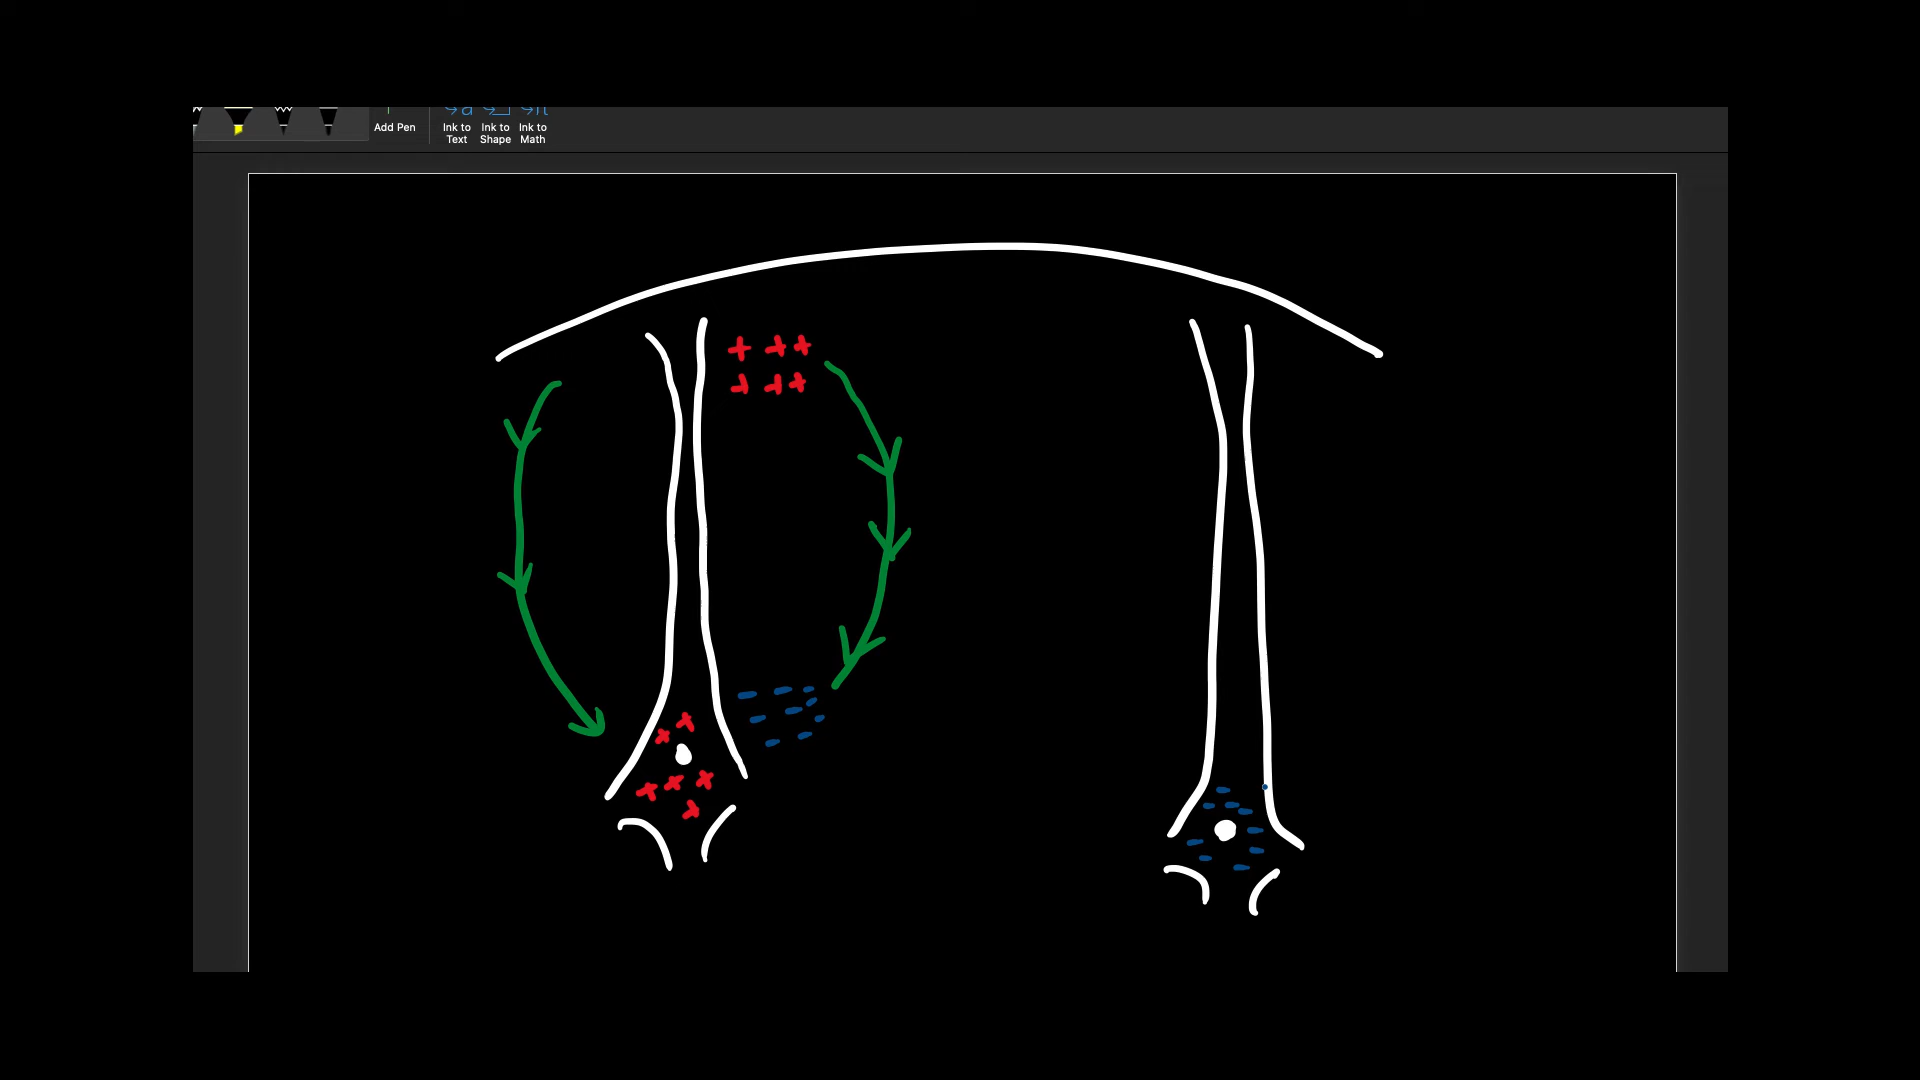 Add Pen
Ink to Text
Ink to Shape
Ink to Math